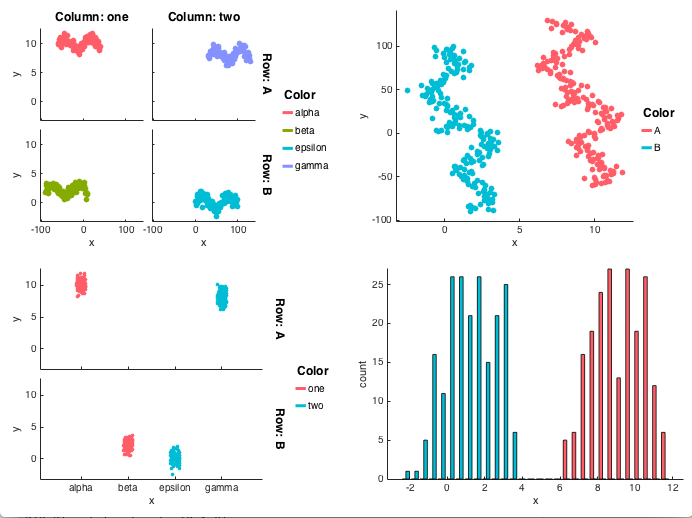 Column: one
Column: two
10
5
0
y
Row: A
10
5
0
y
Row: B
-100
0
100
-100
0
100
x
x
Color
alpha
beta
epsilon
gamma
100
50
0
-50
-100
y
0
5
10
x
Color
A
B
10
5
0
y
Row: A
10
5
0
y
Row: B
alpha
beta
epsilon
gamma
x
Color
one
two
25
20
15
10
5
0
count
-2
0
2
4
6
8
10
12
x